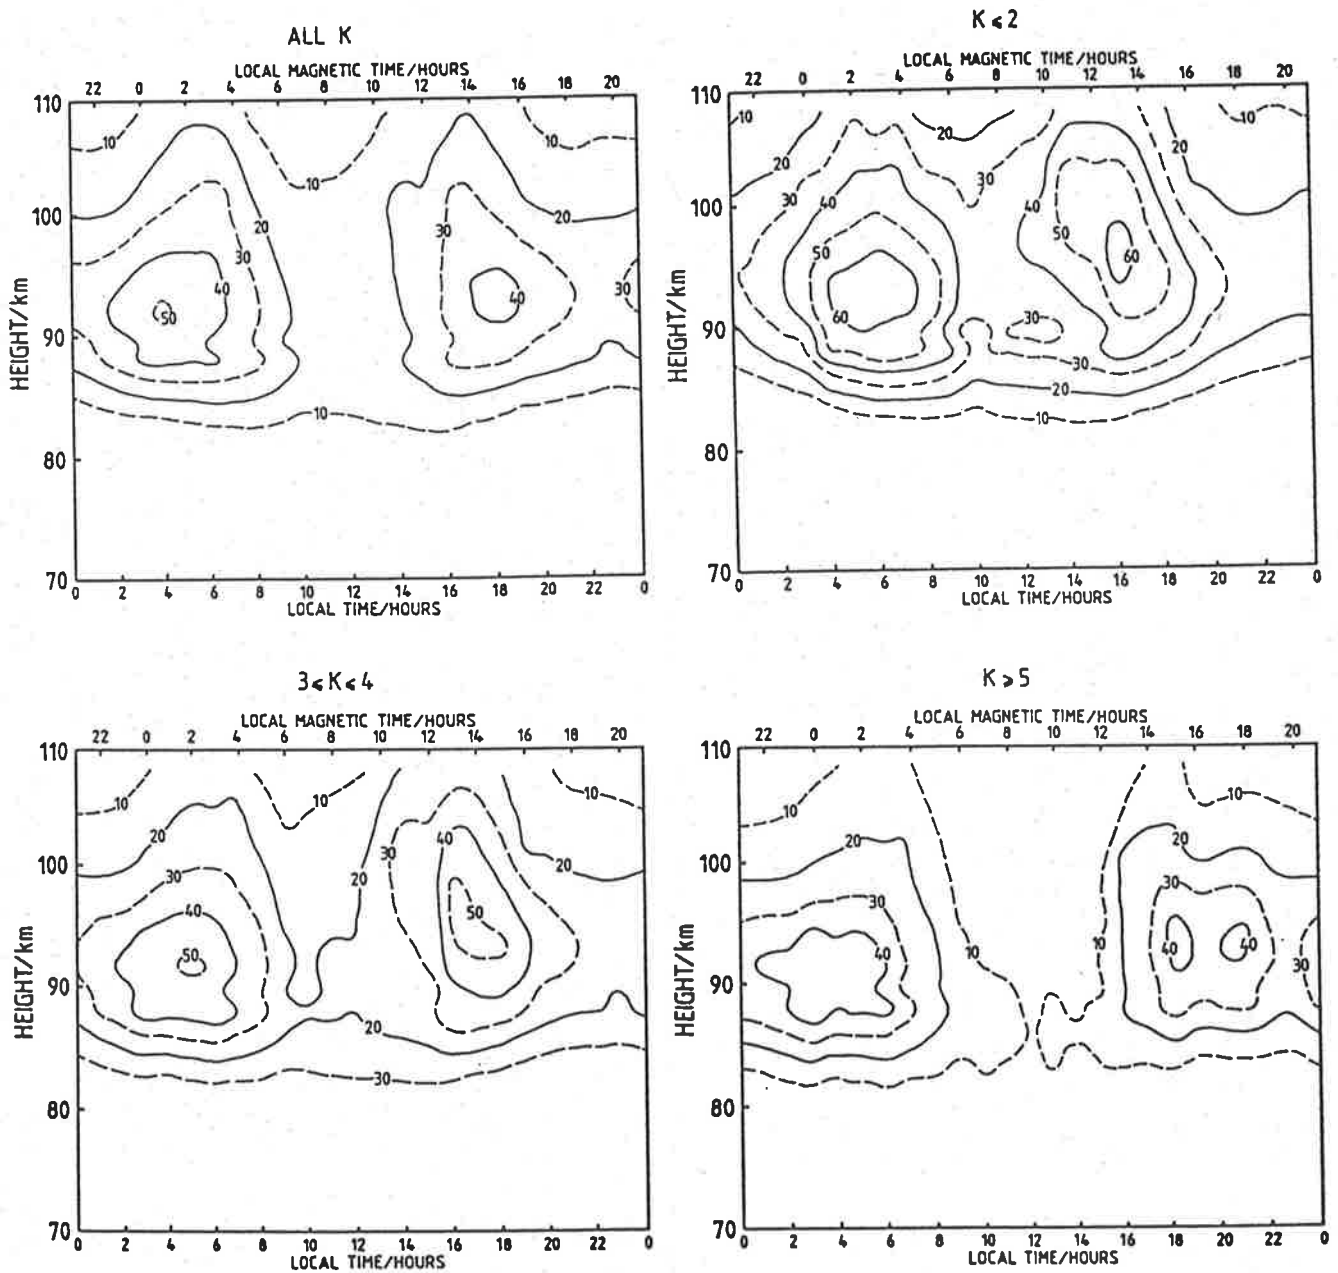 ALL K
LOCAL MAGNETIC TIME/HOURS
22 0 2 4 6 8 10 12 14 16 18 20
110
100
90
80
70
HEIGHT/km
10 10 10 20 20 30 30 30 40 40 50 10
0 2 4 6 8 10 12 14 16 20 22 0
LOCAL TIME/HOURS
K ⩽ 2
LOCAL MAGNETIC TIME/HOURS
22 0 2 4 6 8 10 12 14 16 18 20
110
100
90
80
70
HEIGHT/km
10 20 10 20 20 30 30 40 40 50 50 60 60 30 30 20 10
0 2 4 6 8 10 12 14 16 18 20 22 0
LOCAL TIME/HOURS
3 ⩽ K ⩽ 4
LOCAL MAGNETIC TIME/HOURS
22 0 2 4 6 8 10 12 14 16 18 20
110
100
90
80
70
HEIGHT/km
10 10 10 20 40 30 20 30 20 40 50 50 20 30
0 2 4 6 8 10 12 14 16 18 20 22 0
LOCAL TIME/HOURS
K ⩾ 5
LOCAL MAGNETIC TIME/HOURS
22 0 2 4 6 8 10 12 14 16 18 20
110
100
90
80
70
HEIGHT/km
10 10 20 20 30 30 40 10 10 40 40 30
0 2 4 6 8 10 12 14 16 18 20 22 0
LOCAL TIME/HOURS